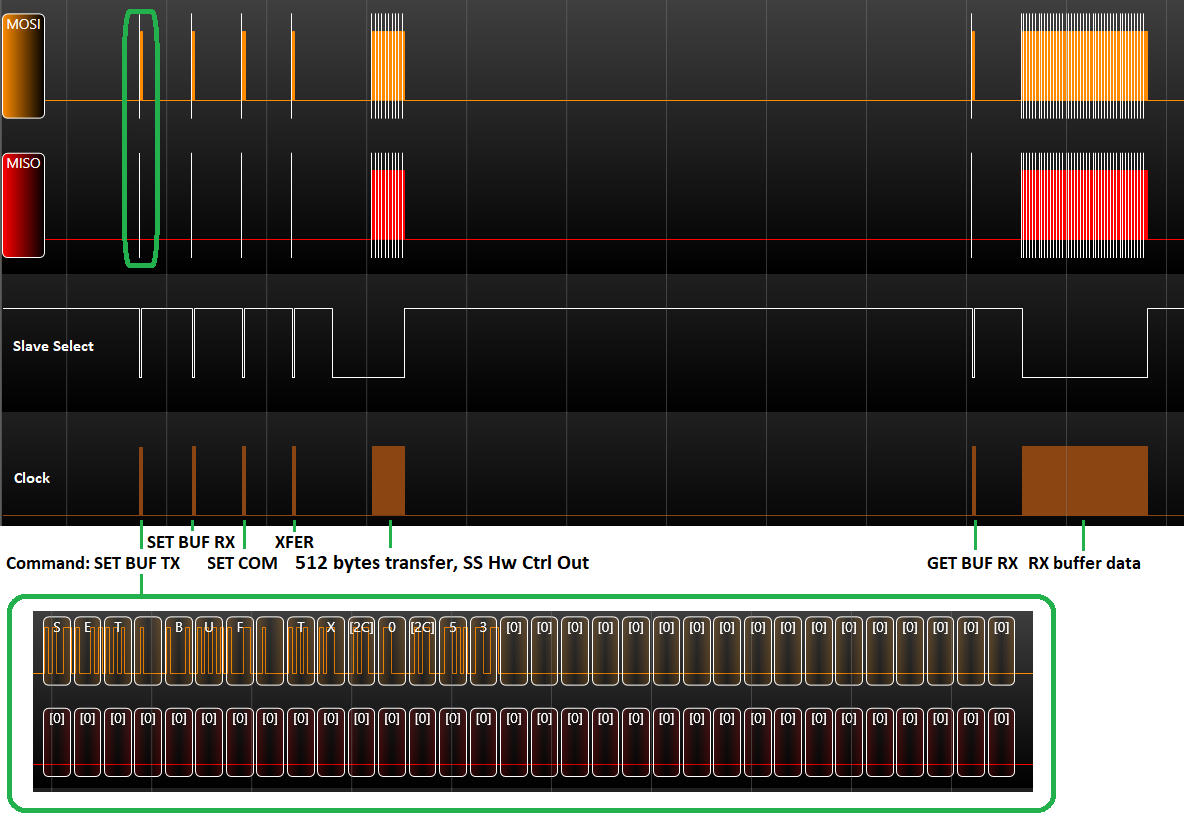 MOSI
MISO
Slave Select
Clock
SET BUF RX XFER
Command: SET BUF TX SET COM 512 bytes transfer, SS Hw Ctrl Out GET BUF RX RX buffer data
S E T B U F T X [2C] 0 [2C] 5 3 [0] [0] [0] [0] [0] [0] [0] [0] [0] [0] [0] [0] [0] [0] [0] [0] [0]
[0] [0] [0] [0] [0] [0] [0] [0] [0] [0] [0] [0] [0] [0] [0] [0] [0] [0] [0] [0] [0] [0] [0] [0] [0] [0] [0] [0] [0] [0] [0] [0]